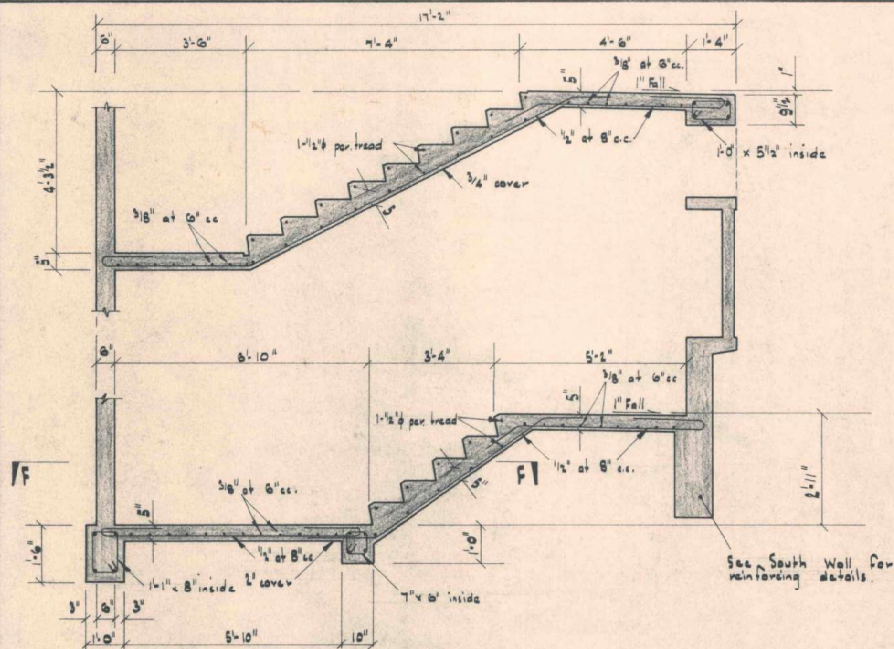 17'-2"
6" 3'-6" 7'-4" 4'-6" 1'-4"
5" 3/8" at 6" c.c.
1" Fall 1"
9 1/2"
1-1/2" φ per. tread 1/2" at 8" c.c.
1'-0" x 5 1/2" inside
4'-3 1/2"
3/4" cover
3/8" at 6" cc 5"
5"
6" 8'-10" 3'-4" 5'-2"
3/8" at 6" cc
5" 1" Fall
1-1/2" φ per. tread
F F 1/2" at 8" c.c. 2'-11"
3/8" at 6" cc. 5"
5"
1'-6" 1'-0"
1/2" at 8" cc
See South Wall for
reinforcing details.
1'-1" x 8" inside 2" cover
7" x 6" inside
3" 6" 3"
1'-0" 5'-10" 10"